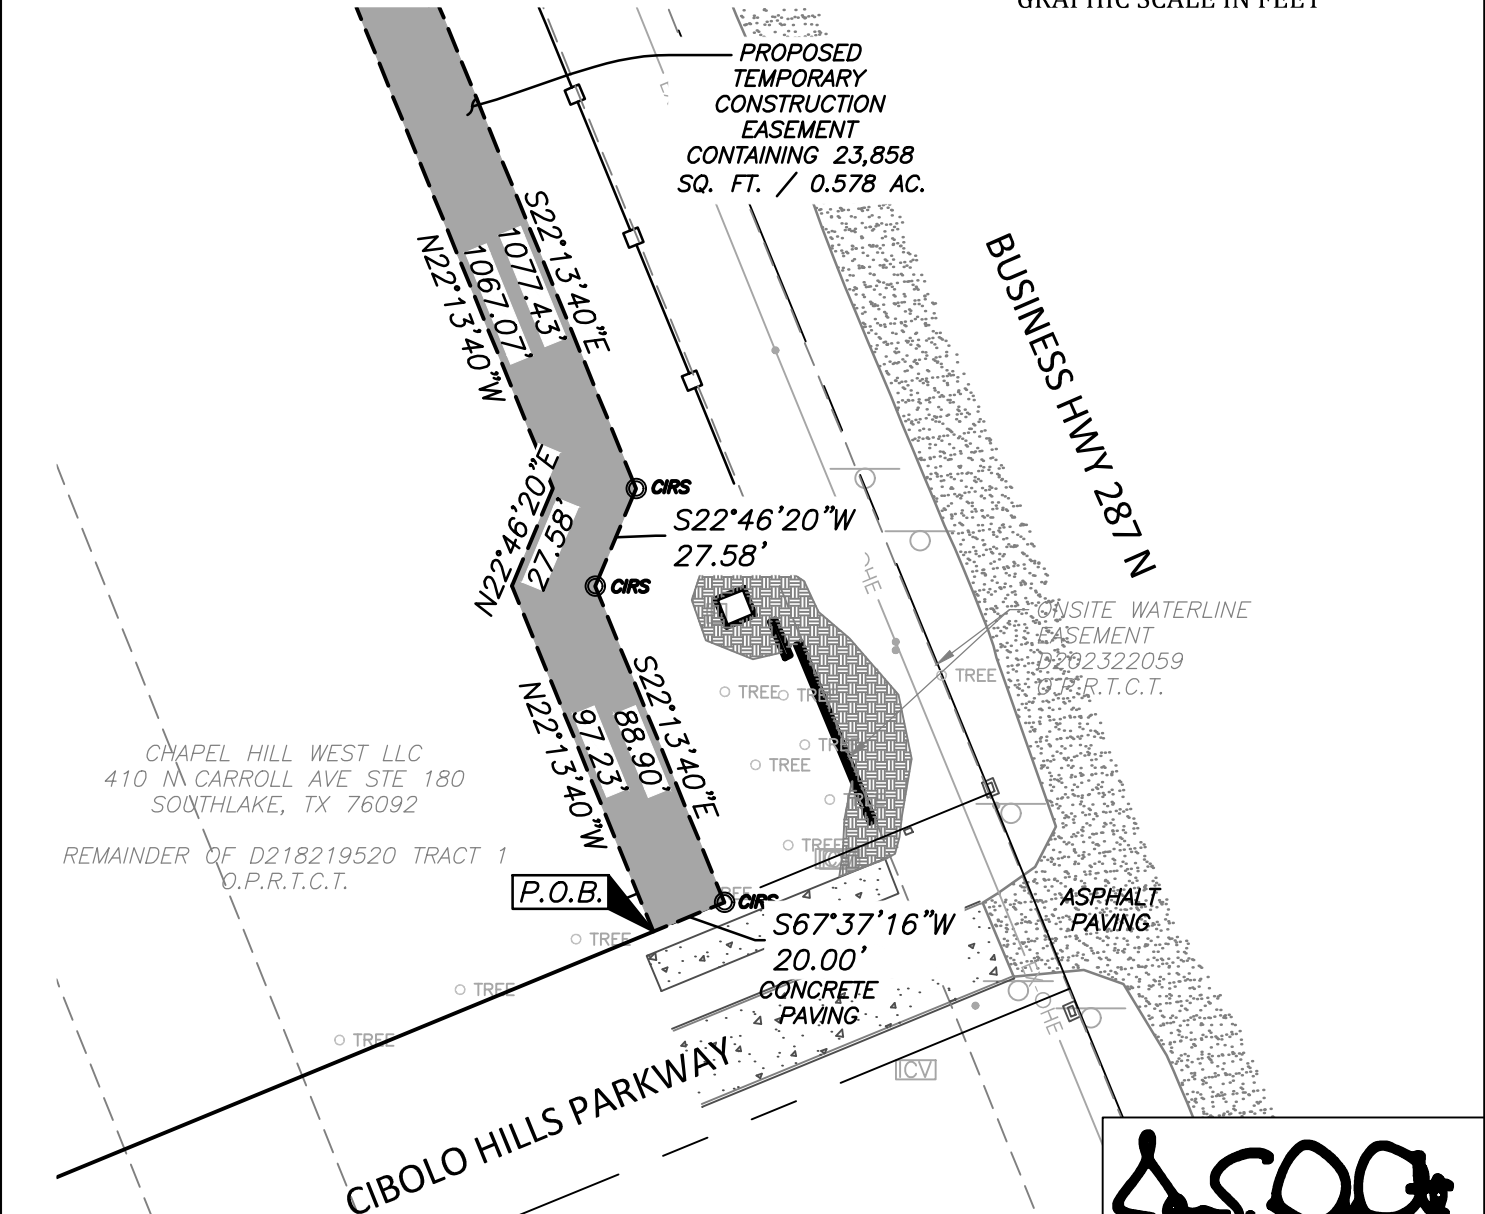 GRAPHIC SCALE IN FEET
PROPOSED
TEMPORARY
CONSTRUCTION
EASEMENT
CONTAINING 23,858
SQ. FT. / 0.578 AC.
S22°13'40"E
1077.43'
1067.07'
N22°13'40"W
BUSINESS HWY 287 N
CIRS
N22°46'20"E
27.58'
S22°46'20"W
27.58'
CIRS
OHE
ONSITE WATERLINE
EASEMENT
D202322059
O.P.R.T.C.T.
TREE
TREE
TREE
TREE
TREE
TREE
TREE
S22°13'40"E
88.90'
97.23'
N22°13'40"W
CHAPEL HILL WEST LLC
410 N CARROLL AVE STE 180
SOUTHLAKE, TX 76092
REMAINDER OF D218219520 TRACT 1
O.P.R.T.C.T.
P.O.B.
CIRS
ASPHALT
PAVING
S67°37'16"W
20.00'
CONCRETE
PAVING
TREE
TREE
TREE
OHE
ICV
CIBOLO HILLS PARKWAY